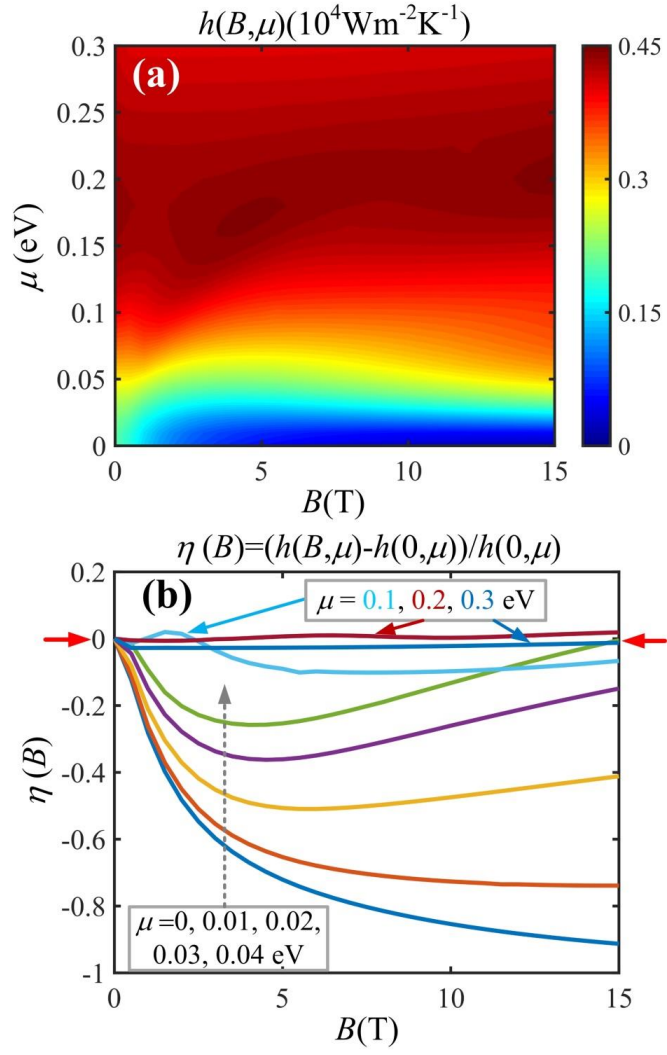 h(B,μ)(10⁴Wm⁻²K⁻¹)
(a)
μ (eV)
0.3
0.25
0.2
0.15
0.1
0.05
0
0 5 10 15
B(T)
0.45
0.3
0.15
0
η (B)=(h(B,μ)-h(0,μ))/h(0,μ)
(b)
μ = 0.1, 0.2, 0.3 eV
η (B)
0.2
0
-0.2
-0.4
-0.6
-0.8
-1
μ =0, 0.01, 0.02,
0.03, 0.04 eV
0 5 10 15
B(T)